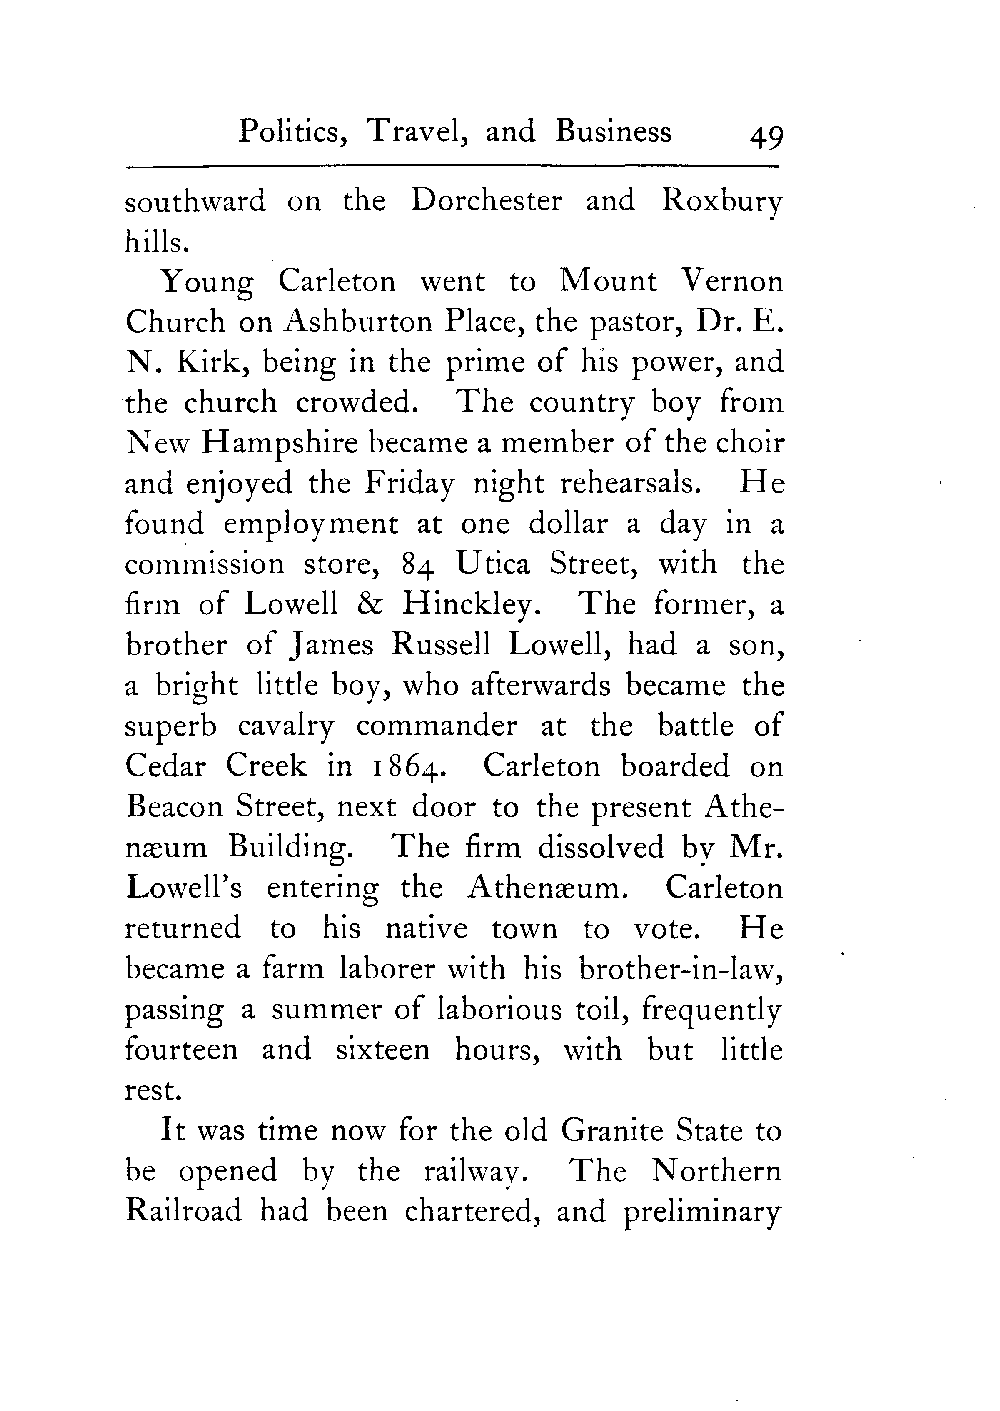 Politics, Travel, and Business 49
southward on the Dorchester and Roxbury
hills.
Young Carleton went to Mount Vernon
Church on Ashburton Place, the pastor, Dr. E.
N. Kirk, being in the prime of his power, and
the church crowded. The country boy from
New Hampshire became a member of the choir
and enjoyed the Friday night rehearsals. He
found employment at one dollar a day in a
commission store, 84 Utica Street, with the
firm of Lowell & Hinckley. The former, a
brother of James Russell Lowell, had a son,
a bright little boy, who afterwards became the
superb cavalry commander at the battle of
Cedar Creek in 1864. Carleton boarded on
Beacon Street, next door to the present Athe-
næum Building. The firm dissolved by Mr.
Lowell's entering the Athenæum. Carleton
returned to his native town to vote. He
became a farm laborer with his brother-in-law,
passing a summer of laborious toil, frequently
fourteen and sixteen hours, with but little
rest.
It was time now for the old Granite State to
be opened by the railway. The Northern
Railroad had been chartered, and preliminary